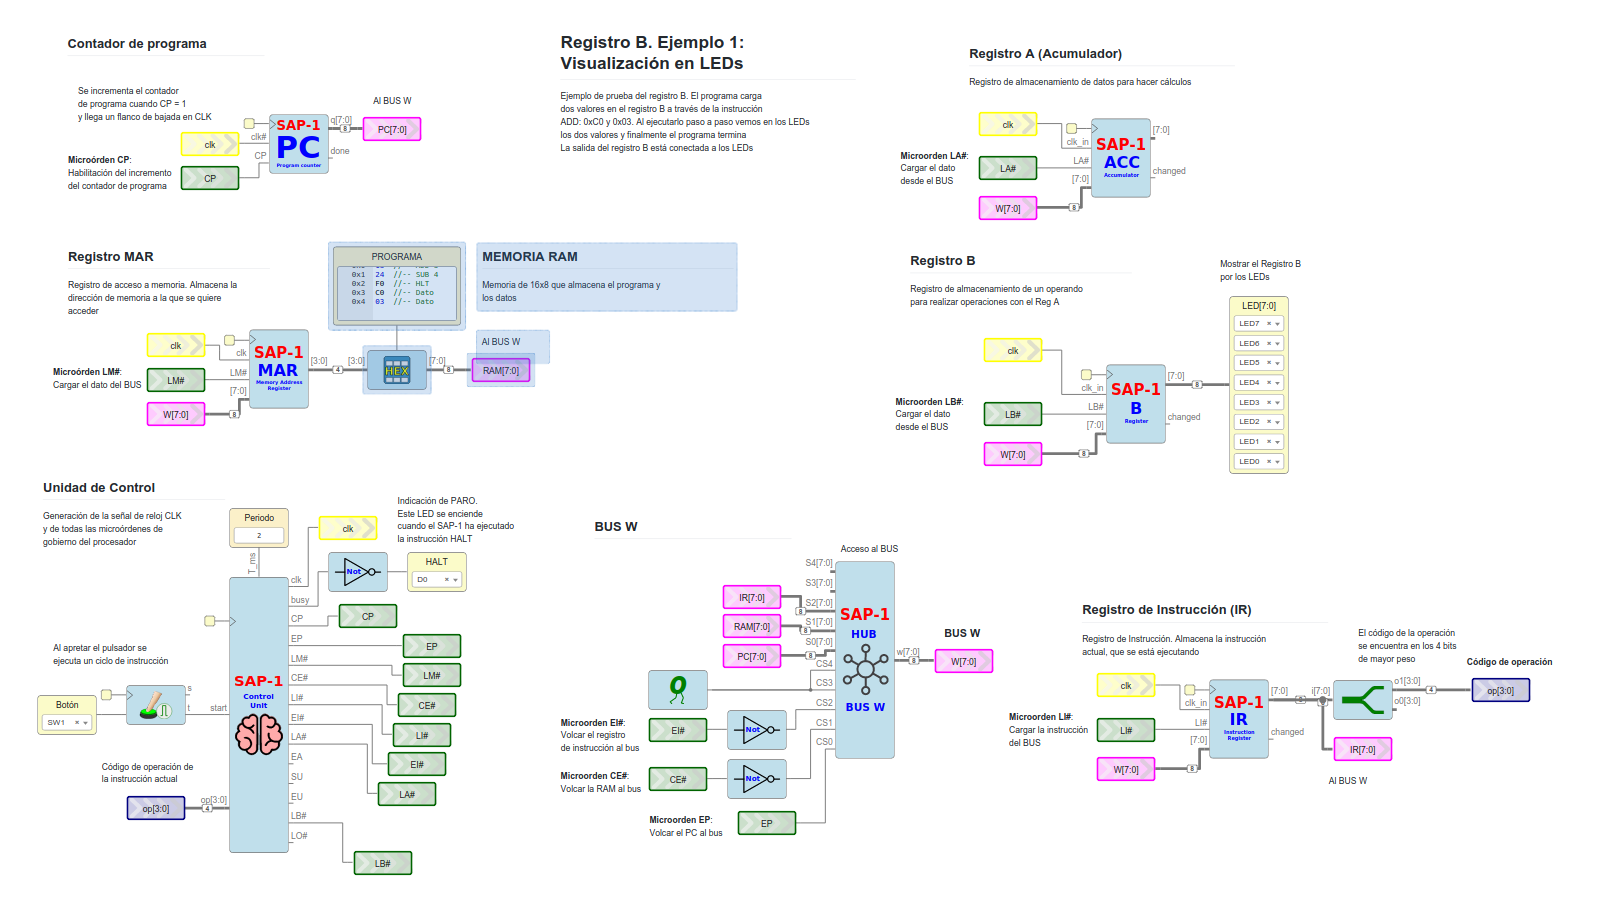 Contador de programa
Se incrementa el contador
de programa cuando CP = 1
y llega un flanco de bajada en CLK
Al BUS W
clk
clk#
CP
CP
SAP-1
PC
Program counter
q[7:0]
8
PC[7:0]
done
Microórden CP:
Habilitación del incremento
del contador de programa
Registro B. Ejemplo 1:
Visualización en LEDs
Ejemplo de prueba del registro B. El programa carga
dos valores en el registro B a través de la instrucción
ADD: 0xC0 y 0x03. Al ejecutarlo paso a paso vemos en los LEDs
los dos valores y finalmente el programa termina
La salida del registro B está conectada a los LEDs
Registro A (Acumulador)
Registro de almacenamiento de datos para hacer cálculos
clk
clk_in
Microorden LA#:
Cargar el dato
desde el BUS
LA#
LA#
W[7:0]
8
[7:0]
SAP-1
ACC
Accumulator
[7:0]
changed
Registro MAR
Registro de acceso a memoria. Almacena la
dirección de memoria a la que se quiere
acceder
PROGRAMA
0x1 24 //-- SUB 4
0x2 F0 //-- HLT
0x3 C0 //-- Dato
0x4 03 //-- Dato
MEMORIA RAM
Memoria de 16x8 que almacena el programa y
los datos
clk
clk
Microórden LM#:
Cargar el dato del BUS
LM#
LM#
W[7:0]
8
[7:0]
SAP-1
MAR
Memory Address
Register
[3:0]
4
[3:0]
HEX
[7:0]
8
Al BUS W
RAM[7:0]
Registro B
Registro de almacenamiento de un operando
para realizar operaciones con el Reg A
Mostrar el Registro B
por los LEDs
clk
clk_in
Microorden LB#:
Cargar el dato
desde el BUS
LB#
LB#
W[7:0]
8
[7:0]
SAP-1
B
Register
[7:0]
8
changed
LED[7:0]
LED7
LED6
LED5
LED4
LED3
LED2
LED1
LED0
Unidad de Control
Generación de la señal de reloj CLK
y de todas las microórdenes de
gobierno del procesador
Periodo
2
T_ms
clk
Indicación de PARO.
Este LED se enciende
cuando el SAP-1 ha ejecutado
la instrucción HALT
Not
HALT
D0
Al apretar el pulsador se
ejecuta un ciclo de instrucción
Botón
SW1
s
t
start
Código de operación de
la instrucción actual
op[3:0]
4
op[3:0]
SAP-1
Control
Unit
clk
busy
CP
EP
LM#
CE#
LI#
EI#
LA#
EA
SU
EU
LB#
LO#
CP
EP
LM#
CE#
LI#
EI#
LA#
LB#
BUS W
Acceso al BUS
IR[7:0]
RAM[7:0]
PC[7:0]
8
8
8
S4[7:0]
S3[7:0]
S2[7:0]
S1[7:0]
S0[7:0]
CS4
CS3
CS2
CS1
CS0
SAP-1
HUB
BUS W
w[7:0]
8
BUS W
W[7:0]
0
Microorden EI#:
Volcar el registro
de instrucción al bus
EI#
Not
Microorden CE#:
Volcar la RAM al bus
CE#
Not
Microorden EP:
Volcar el PC al bus
EP
Registro de Instrucción (IR)
Registro de Instrucción. Almacena la instrucción
actual, que se está ejecutando
El código de la operación
se encuentra en los 4 bits
de mayor peso
Código de operación
clk
clk_in
Microorden LI#:
Cargar la instrucción
del BUS
LI#
LI#
W[7:0]
8
[7:0]
SAP-1
IR
Instruction
Register
[7:0]
8
changed
i[7:0]
o1[3:0]
o0[3:0]
4
op[3:0]
IR[7:0]
Al BUS W